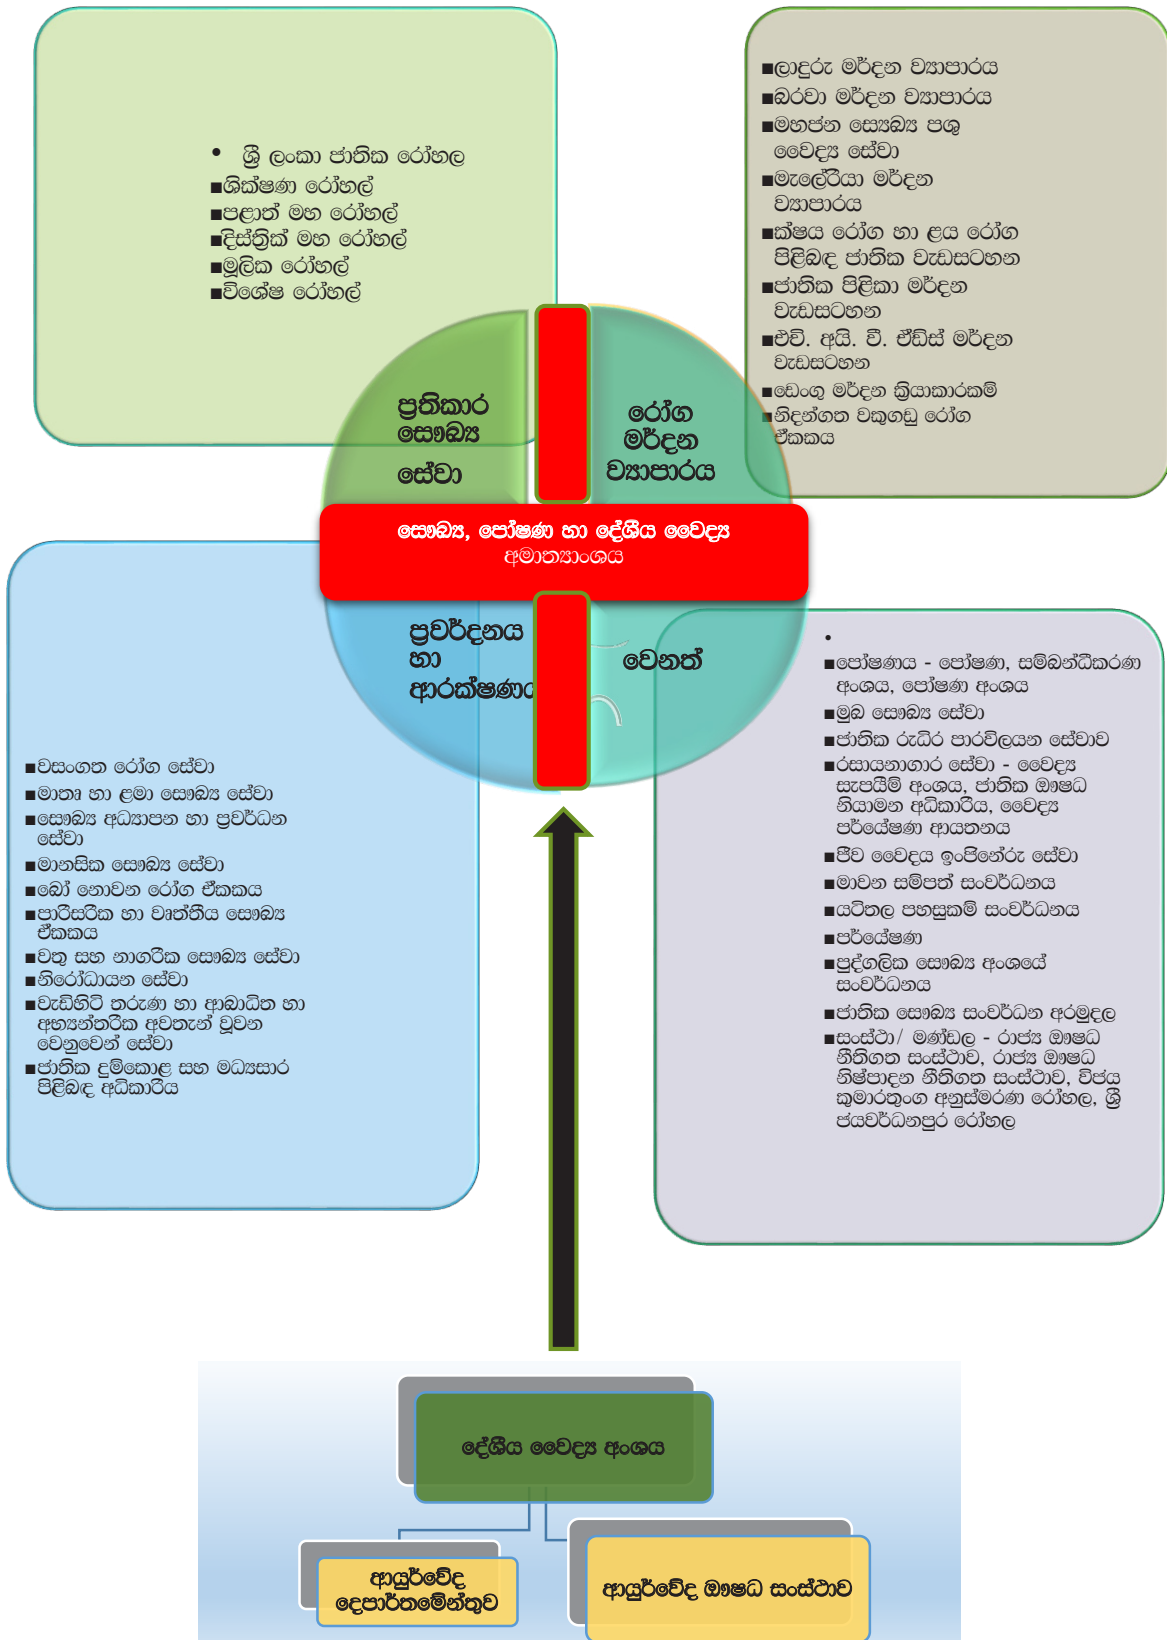 • ශ්‍රී ලංකා ජාතික රෝහල
■ශික්ෂණ රෝහල්
■පළාත් මහ රෝහල්
■දිස්ත්‍රික් මහ රෝහල්
■මූලික රෝහල්
■විශේෂ රෝහල්
■ලාදුරු මර්දන ව්‍යාපාරය
■බරවා මර්දන ව්‍යාපාරය
■මහජන සෞඛ්‍ය පශු
වෛද්‍ය සේවා
■මැලේරියා මර්දන
ව්‍යාපාරය
■ක්ෂය රෝග හා ළය රෝග
පිළිබඳ ජාතික වැඩසටහන
■ජාතික පිළිකා මර්දන
වැඩසටහන
■එච්. අයි. වී. ඒඩ්ස් මර්දන
වැඩසටහන
■ඩෙංගු මර්දන ක්‍රියාකාරකම්
■නිදන්ගත වකුගඩු රෝග
ඒකකය
ප්‍රතිකාර
සෞඛ්‍ය
සේවා
රෝග
මර්දන
ව්‍යාපාරය
සෞඛ්‍ය, පෝෂණ හා දේශීය වෛද්‍ය
අමාත්‍යාංශය
ප්‍රවර්දනය
හා
ආරක්ෂණය
වෙනත්
■වසංගත රෝග සේවා
■මාතෘ හා ළමා සෞඛ්‍ය සේවා
■සෞඛ්‍ය අධ්‍යාපන හා ප්‍රවර්ධන
සේවා
■මානසික සෞඛ්‍ය සේවා
■බෝ නොවන රෝග ඒකකය
■පාරිසරික හා වෘත්තීය සෞඛ්‍ය
ඒකකය
■වතු සහ නාගරික සෞඛ්‍ය සේවා
■නිරෝධායන සේවා
■වැඩිහිටි තරුණ හා ආබාධිත හා
අභ්‍යන්තරික අවතැන් වූවන
වෙනුවෙන් සේවා
■ජාතික දුම්කොළ සහ මධ්‍යසාර
පිළිබඳ අධිකාරිය
•
■පෝෂණය - පෝෂණ, සම්බන්ධීකරණ
අංශය, පෝෂණ අංශය
■මුඛ සෞඛ්‍ය සේවා
■ජාතික රුධිර පාරවිලයන සේවාව
■රසායනාගාර සේවා - වෛද්‍ය
සැපයීම් අංශය, ජාතික ඖෂධ
නියාමන අධිකාරිය, වෛද්‍ය
පර්යේෂණ ආයතනය
■ජීව වෛදය ඉංජිනේරු සේවා
■මාවන සම්පත් සංවර්ධනය
■යටිතල පහසුකම් සංවර්ධනය
■පර්යේෂණ
■පුද්ගලික සෞඛ්‍ය අංශයේ
සංවර්ධනය
■ජාතික සෞඛ්‍ය සංවර්ධන අරමුදල
■සංස්ථා/ මණ්ඩල - රාජ්‍ය ඖෂධ
නීතිගත සංස්ථාව, රාජ්‍ය ඖෂධ
නිෂ්පාදන නීතිගත සංස්ථාව, විජය
කුමාරතුංග අනුස්මරණ රෝහල, ශ්‍රී
ජයවර්ධනපුර රෝහල
දේශීය වෛද්‍ය අංශය
ආයුර්වේද
දෙපාර්තමේන්තුව
ආයුර්වේද ඖෂධ සංස්ථාව